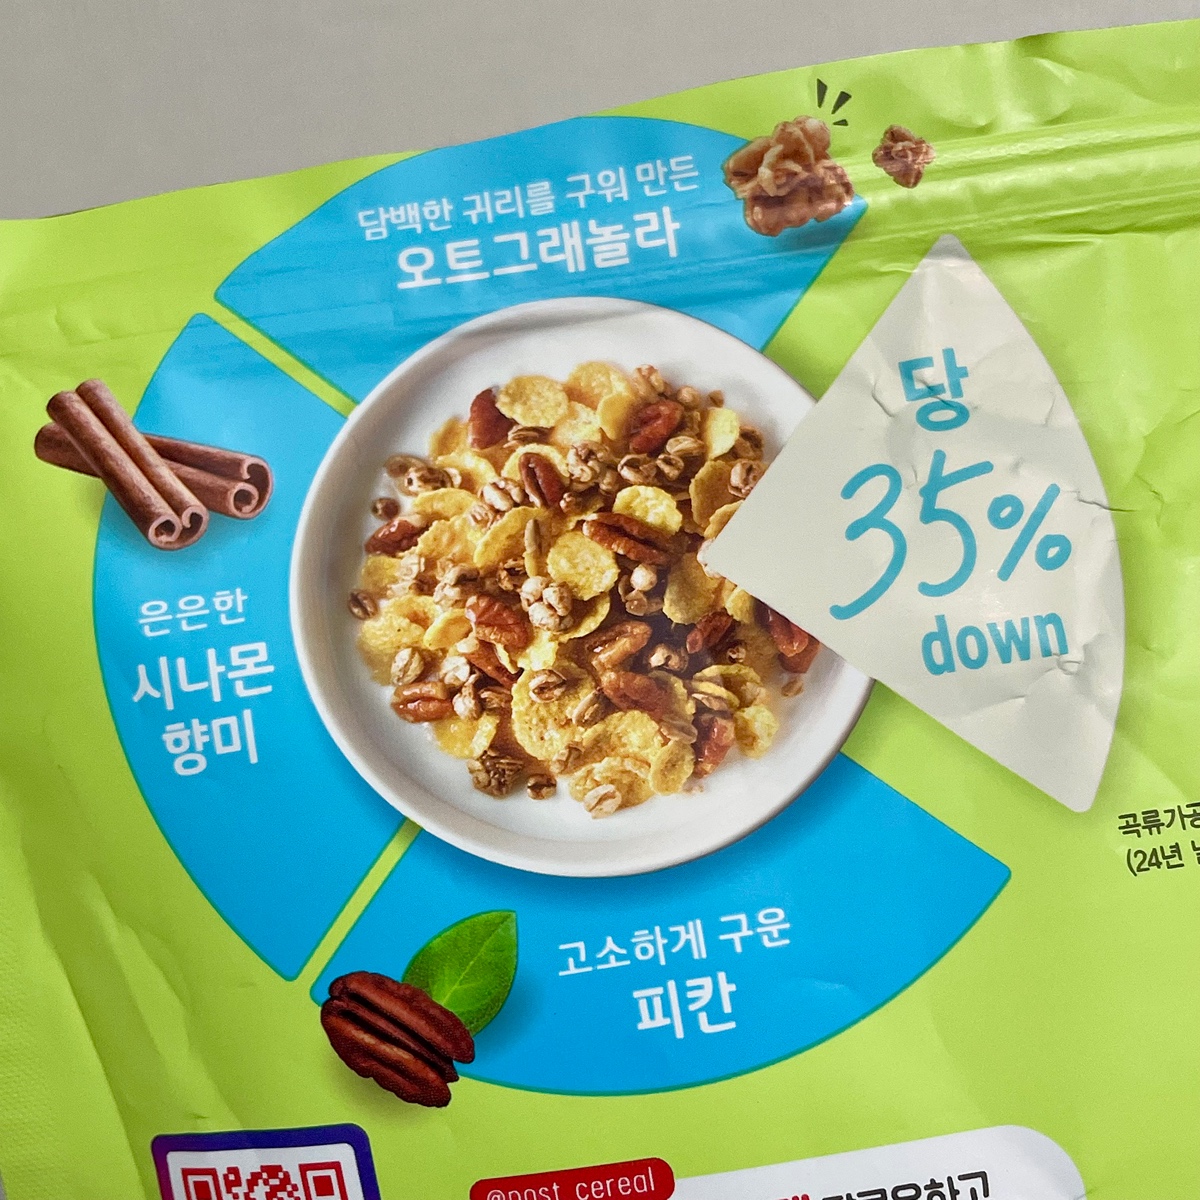 담백한 귀리를 구워 만든
오트그래놀라
당
35%
down
은은한
시나몬
향미
고소하게 구운
피칸
곡류가공
(24년
@post_cereal